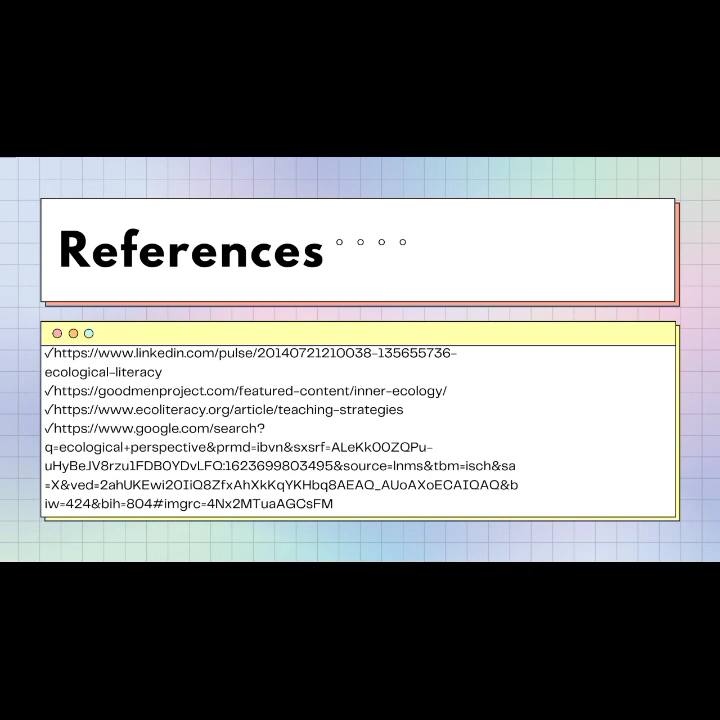 References
√https://www.linkedin.com/pulse/20140721210038-135655736-
ecological-literacy
√https://goodmenproject.com/featured-content/inner-ecology/
√https://www.ecoliteracy.org/article/teaching-strategies
√https://www.google.com/search?
q=ecological+perspective&prmd=ibvn&sxsrf=ALeKk00ZQPu-
uHyBeJV8rzu1FDB0YDvLFQ:1623699803495&source=lnms&tbm=isch&sa
=X&ved=2ahUKEwi20IiQ8ZfxAhXkKqYKHbq8AEAQ_AUoAXoECAIQAQ&b
iw=424&bih=804#imgrc=4Nx2MTuaAGCsFM